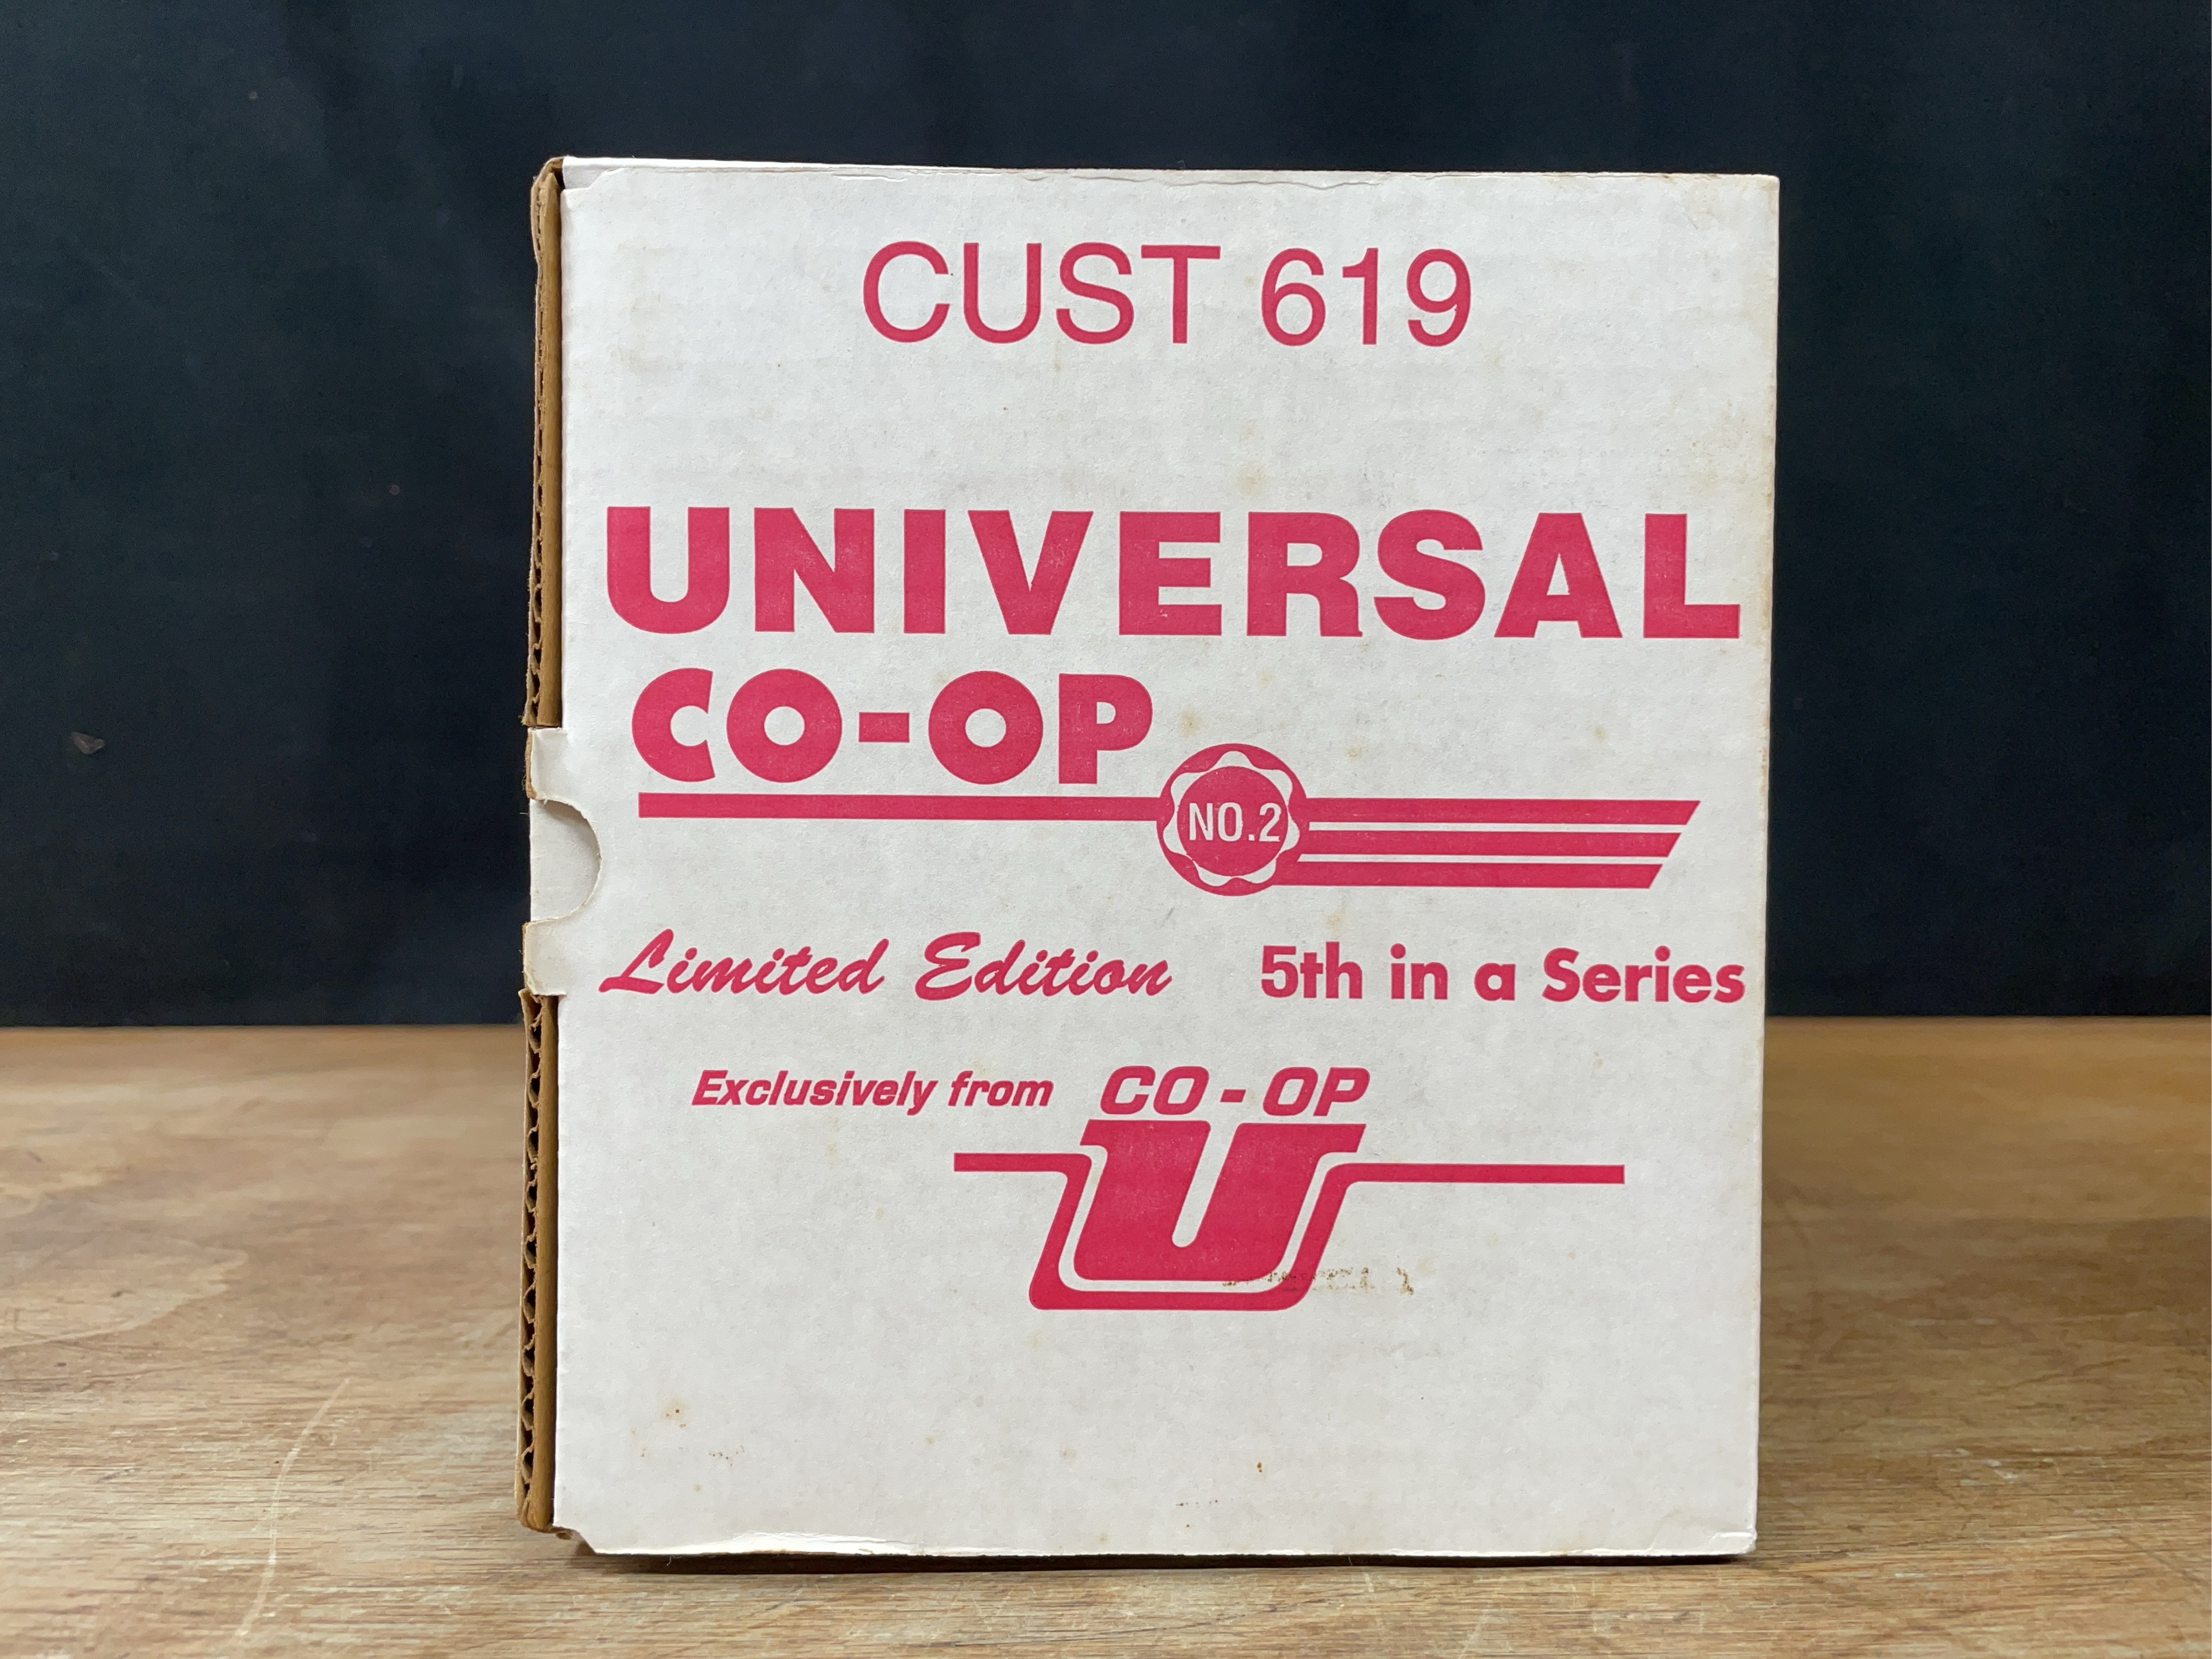 CUST 619
UNIVERSAL
CO-OP
NO.2
Limited Edition 5th in a Series
Exclusively from CO-OP
U